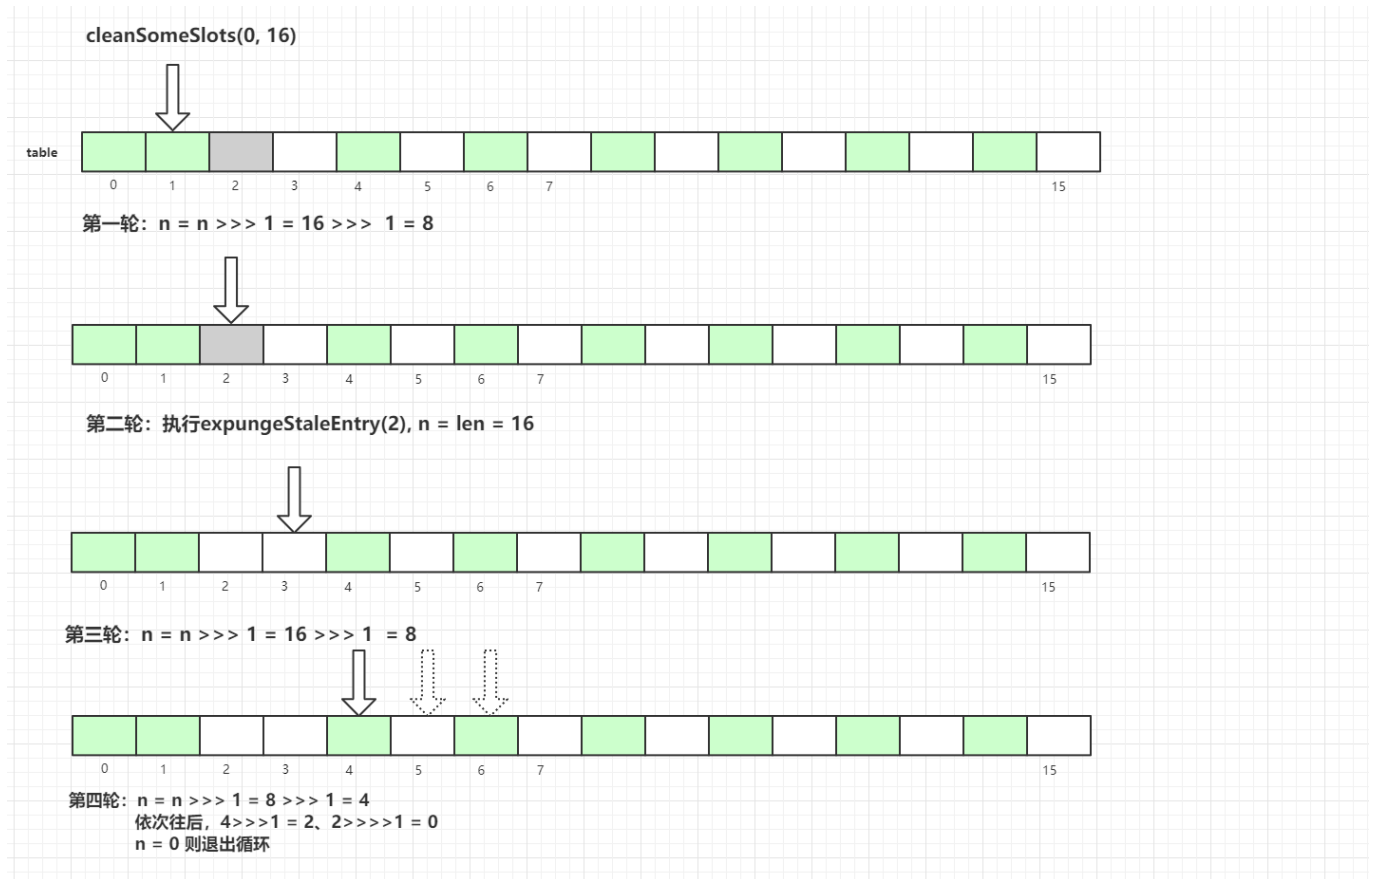 cleanSomeSlots(0, 16)
table
0 1 2 3 4 5 6 7 15
第一轮：n = n >>> 1 = 16 >>> 1 = 8
0 1 2 3 4 5 6 7 15
第二轮：执行expungeStaleEntry(2), n = len = 16
0 1 2 3 4 5 6 7 15
第三轮：n = n >>> 1 = 16 >>> 1 = 8
0 1 2 3 4 5 6 7 15
第四轮：n = n >>> 1 = 8 >>> 1 = 4
依次往后，4>>>1 = 2、2>>>>1 = 0
n = 0 则退出循环